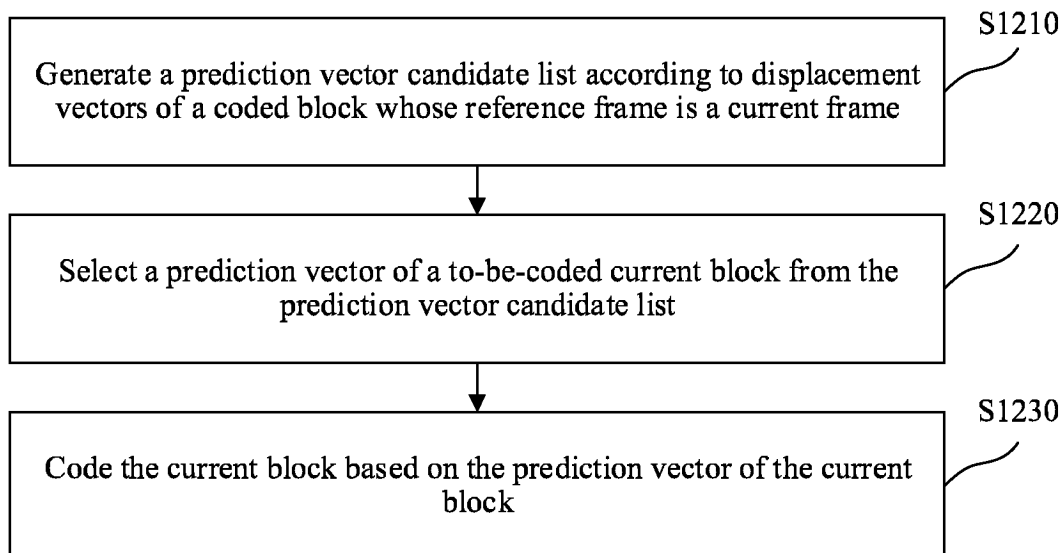 S1210
Generate a prediction vector candidate list according to displacement
vectors of a coded block whose reference frame is a current frame
S1220
Select a prediction vector of a to-be-coded current block from the
prediction vector candidate list
S1230
Code the current block based on the prediction vector of the current
block